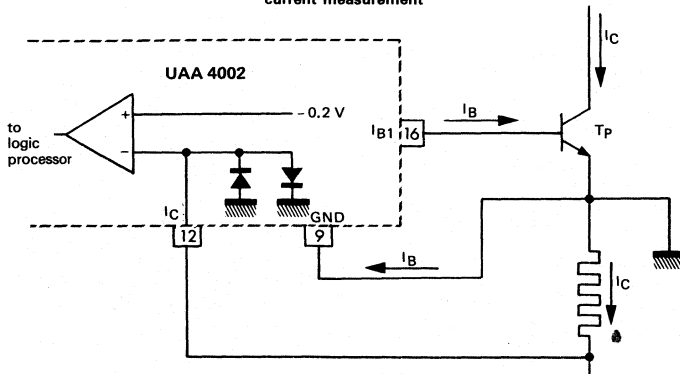 current measurement
I_C
UAA 4002
+
- 0.2 V
to
logic
processor
−
I_B1 16
I_B
T_P
I_C
GND
12
9
I_B
I_C